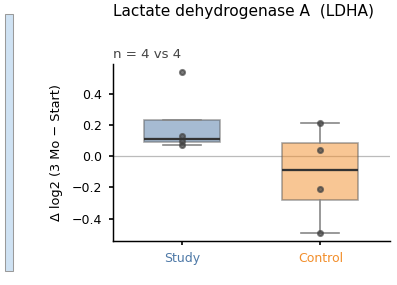 Lactate dehydrogenase A  (LDHA)
n = 4 vs 4
Δ log2 (3 Mo − Start)
0.4
0.2
0.0
−0.2
−0.4
Study
Control